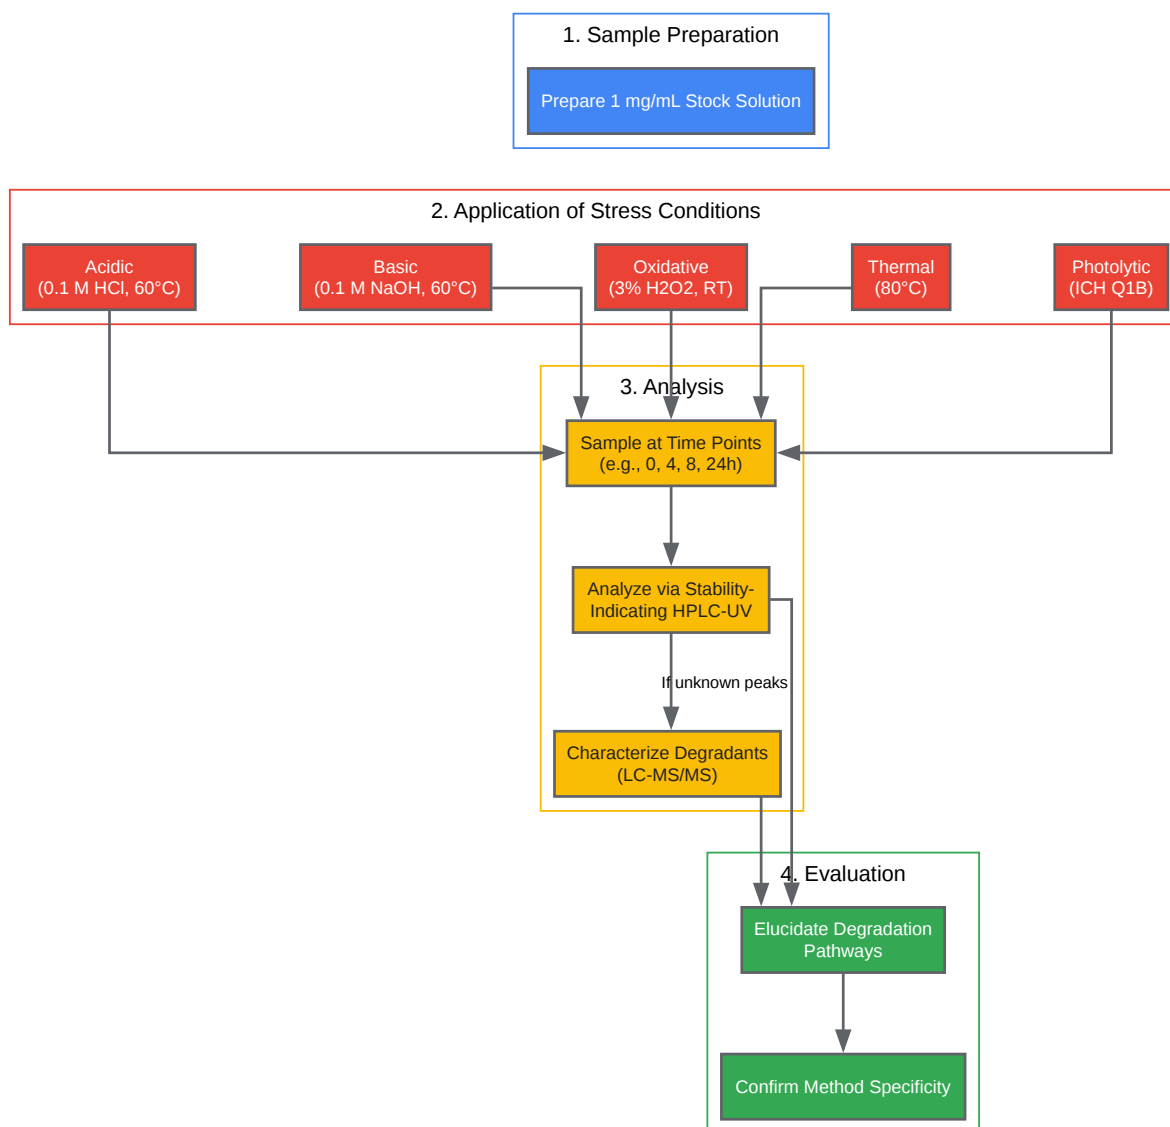 1. Sample Preparation
Prepare 1 mg/mL Stock Solution
2. Application of Stress Conditions
Acidic
(0.1 M HCl, 60°C)
Basic
(0.1 M NaOH, 60°C)
Oxidative
(3% H2O2, RT)
Thermal
(80°C)
Photolytic
(ICH Q1B)
3. Analysis
Sample at Time Points
(e.g., 0, 4, 8, 24h)
Analyze via Stability-
Indicating HPLC-UV
If unknown peaks
Characterize Degradants
(LC-MS/MS)
4. Evaluation
Elucidate Degradation
Pathways
Confirm Method Specificity